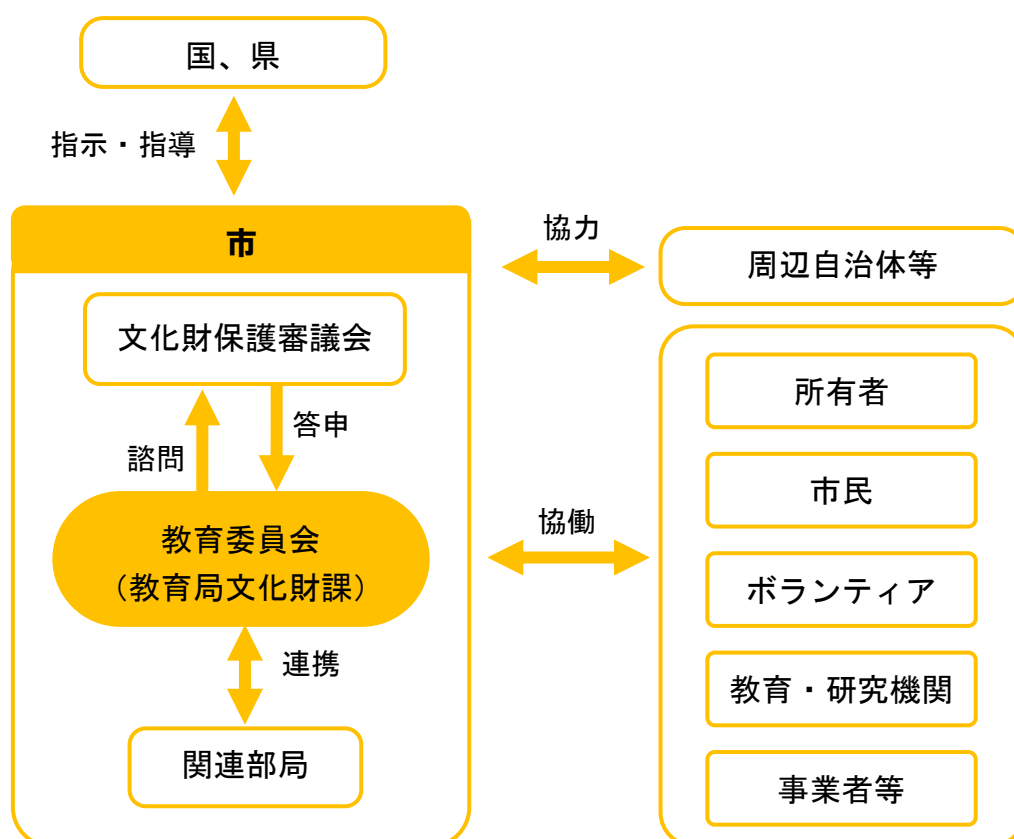 国、県
指示・指導
市
協力
周辺自治体等
文化財保護審議会
諮問
答申
教育委員会
（教育局文化財課）
連携
関連部局
協働
所有者
市民
ボランティア
教育・研究機関
事業者等